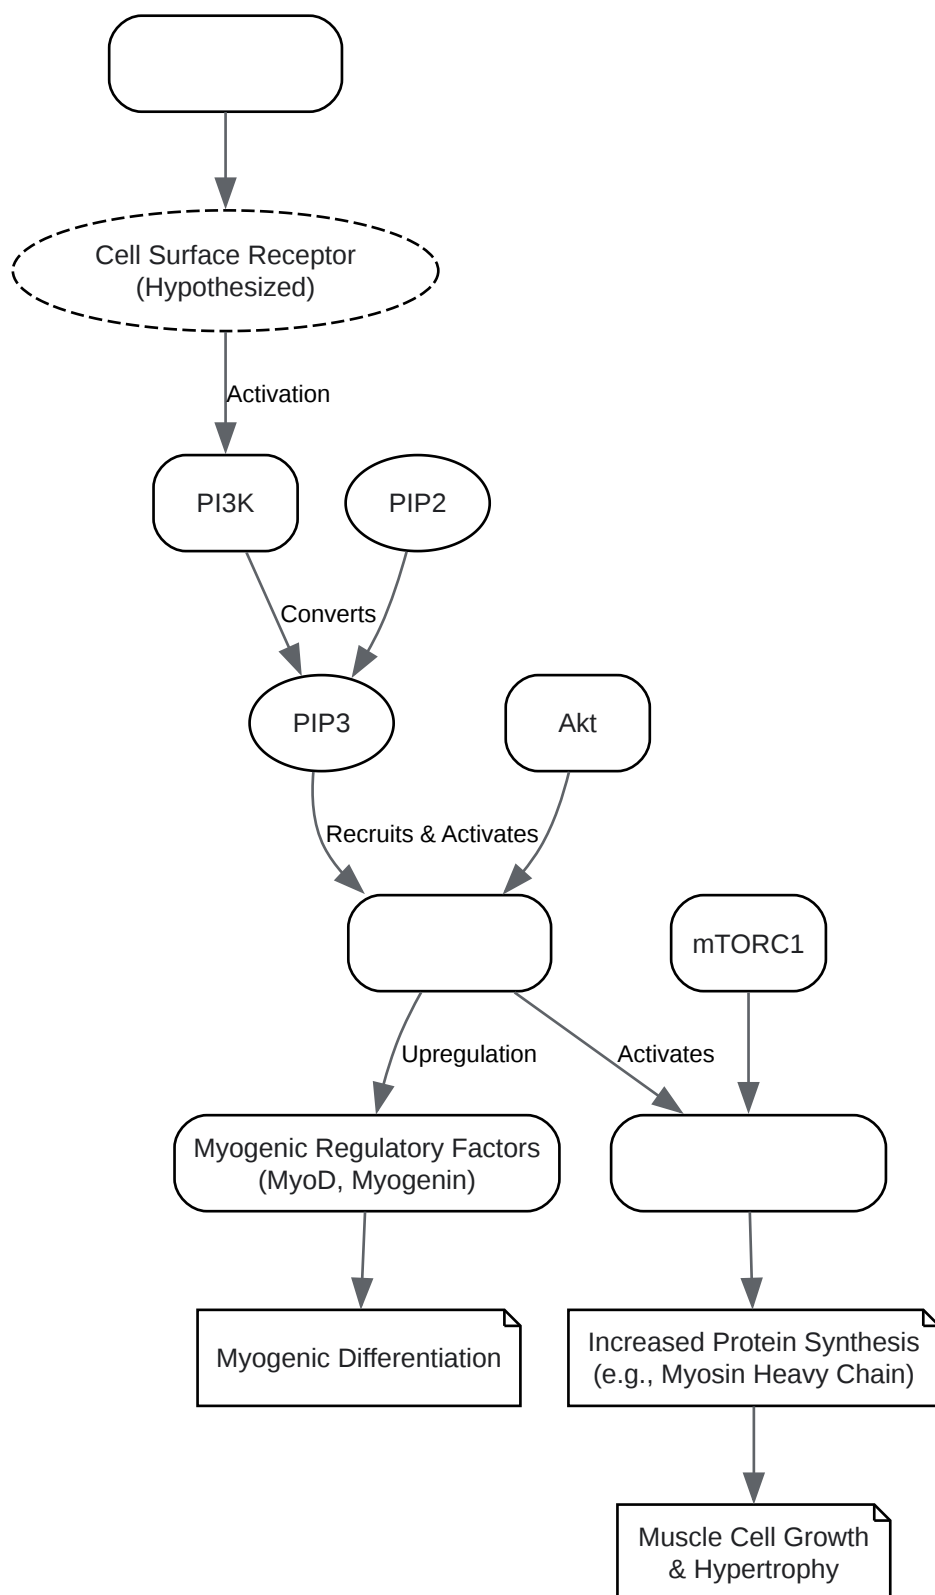 Cell Surface Receptor
(Hypothesized)
Activation
PI3K
PIP2
Converts
PIP3
Akt
Recruits & Activates
mTORC1
Upregulation
Activates
Myogenic Regulatory Factors
(MyoD, Myogenin)
Myogenic Differentiation
Increased Protein Synthesis
(e.g., Myosin Heavy Chain)
Muscle Cell Growth
& Hypertrophy